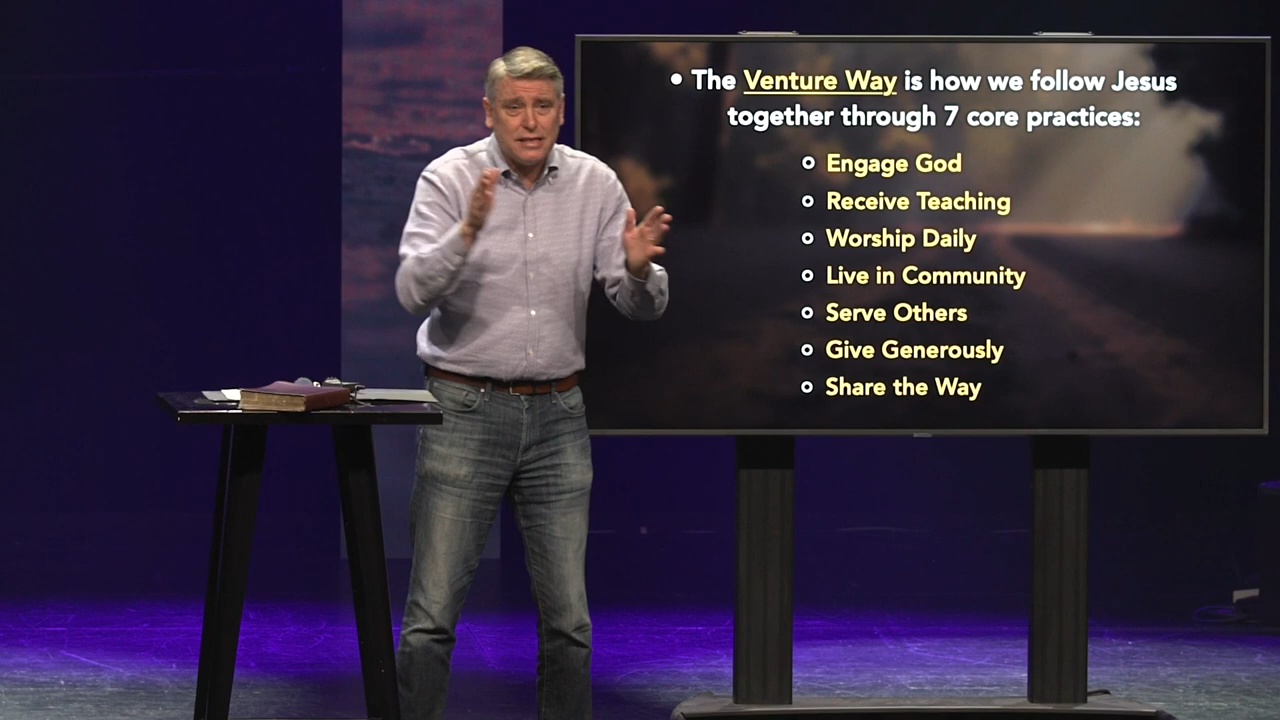 • The Venture Way is how we follow Jesus
together through 7 core practices:
Engage God
Receive Teaching
Worship Daily
Live in Community
Serve Others
Give Generously
Share the Way